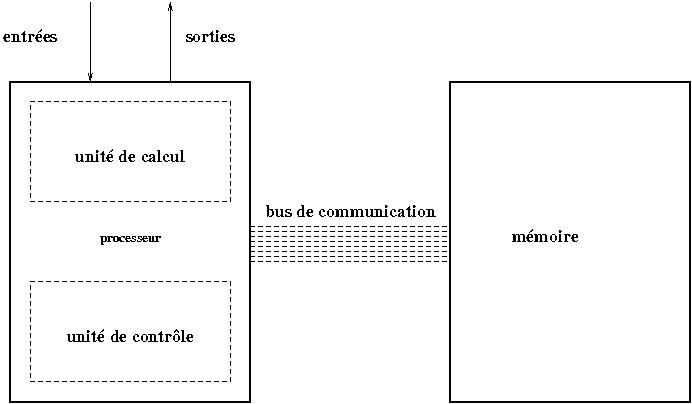 entrées
sorties
unité de calcul
bus de communication
processeur
mémoire
unité de contrôle